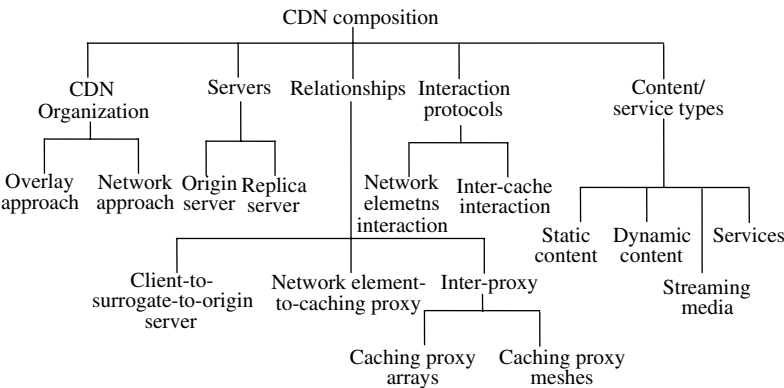 CDN composition
CDN
Organization
Servers
Relationships
Interaction
protocols
Content/
service types
Overlay
approach
Network
approach
Origin
server
Replica
server
Network
elemetns
interaction
Inter-cache
interaction
Static
content
Dynamic
content
Services
Streaming
media
Client-to-
surrogate-to-origin
server
Network element-
to-caching proxy
Inter-proxy
Caching proxy
arrays
Caching proxy
meshes